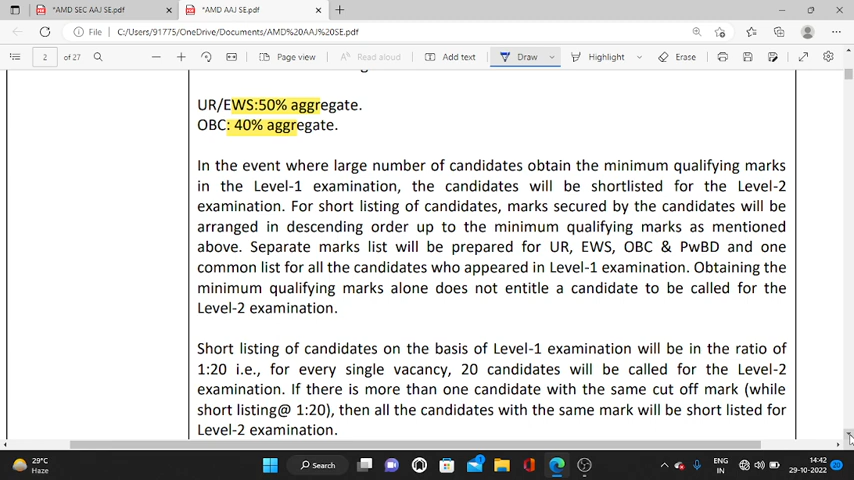 *AMD SEC AAJ SE.pdf
*AMD AAJ SE.pdf
File
C:/Users/91775/OneDrive/Documents/AMD%20AAJ%20SE.pdf
2 of 27
Page view
Read aloud
Add text
Draw
Highlight
Erase
UR/EWS:50% aggregate.
OBC: 40% aggregate.
In the event where large number of candidates obtain the minimum qualifying marks
in the Level-1 examination, the candidates will be shortlisted for the Level-2
examination. For short listing of candidates, marks secured by the candidates will be
arranged in descending order up to the minimum qualifying marks as mentioned
above. Separate marks list will be prepared for UR, EWS, OBC & PwBD and one
common list for all the candidates who appeared in Level-1 examination. Obtaining the
minimum qualifying marks alone does not entitle a candidate to be called for the
Level-2 examination.
Short listing of candidates on the basis of Level-1 examination will be in the ratio of
1:20 i.e., for every single vacancy, 20 candidates will be called for the Level-2
examination. If there is more than one candidate with the same cut off mark (while
short listing@ 1:20), then all the candidates with the same mark will be short listed for
Level-2 examination.
29°C
Haze
Search
1
ENG
IN
14:42
29-10-2022
20